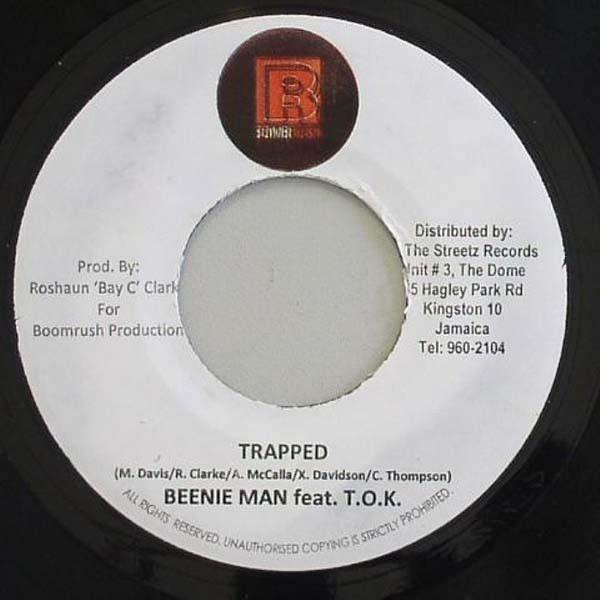 Prod. By:
Roshaun 'Bay C' Clark
For
Boomrush Production
Distributed by:
The Streetz Records
Unit # 3, The Dome
5 Hagley Park Rd
Kingston 10
Jamaica
Tel: 960-2104
TRAPPED
(M. Davis/R. Clarke/A. McCalla/X. Davidson/C. Thompson)
BEENIE MAN feat. T.O.K.
ALL RIGHTS RESERVED. UNAUTHORISED COPYING IS STRICTLY PROHIBITED.